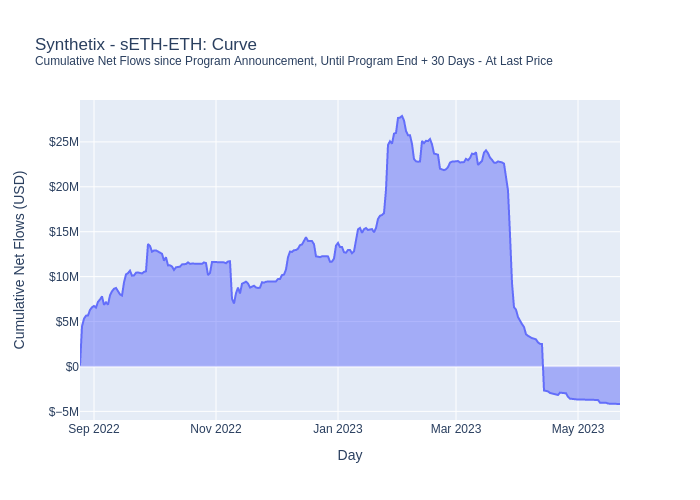 Synthetix - sETH-ETH: Curve
Cumulative Net Flows since Program Announcement, Until Program End + 30 Days - At Last Price
Cumulative Net Flows (USD)
$25M
$20M
$15M
$10M
$5M
$0
$−5M
Sep 2022 Nov 2022 Jan 2023 Mar 2023 May 2023
Day